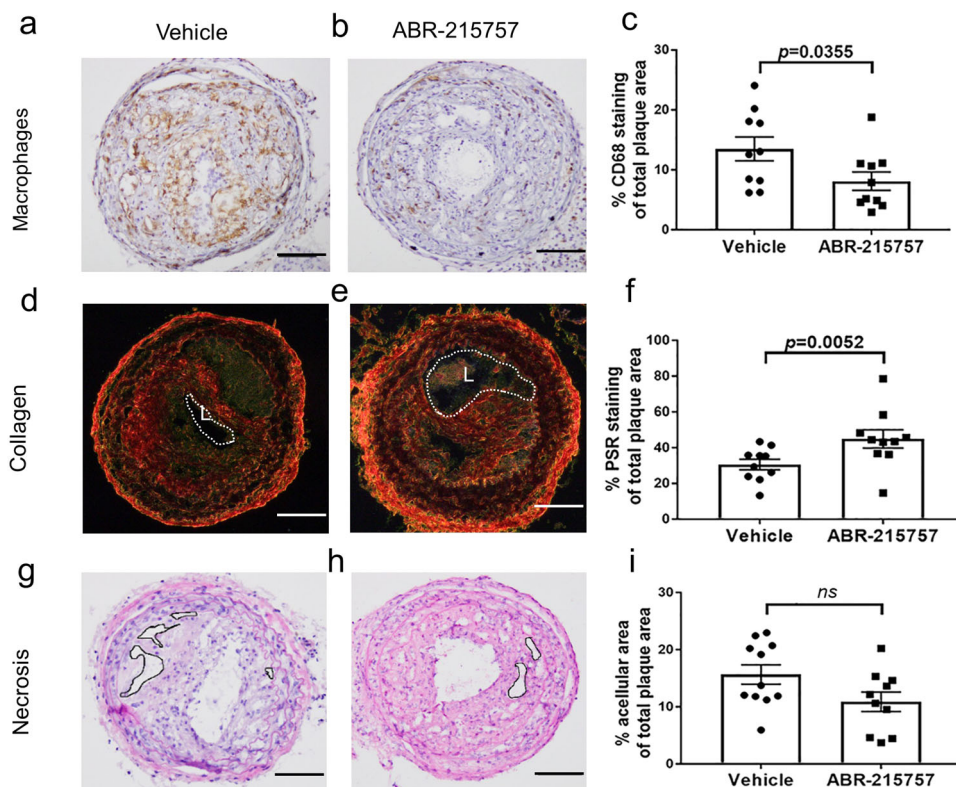 a
Vehicle
b
ABR-215757
c
Macrophages
% CD68 staining
of total plaque area
30
20
10
0
p=0.0355
Vehicle
ABR-215757
d
e
f
Collagen
L
L
% PSR staining
of total plaque area
100
80
60
40
20
0
p=0.0052
Vehicle
ABR-215757
g
h
i
Necrosis
% acellular area
of total plaque area
30
20
10
0
ns
Vehicle
ABR-215757